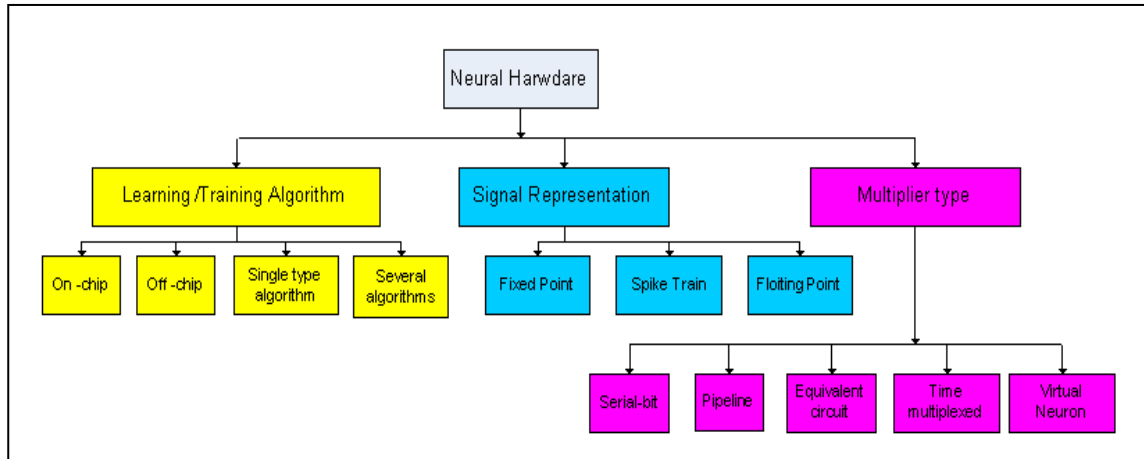 Neural Harwdare
Learning /Training Algorithm
Signal Representation
Multiplier type
On -chip
Off -chip
Single type
algorithm
Several
algorithms
Fixed Point
Spike Train
Floiting Point
Serial-bit
Pipeline
Equivalent
circuit
Time
multiplexed
Virtual
Neuron